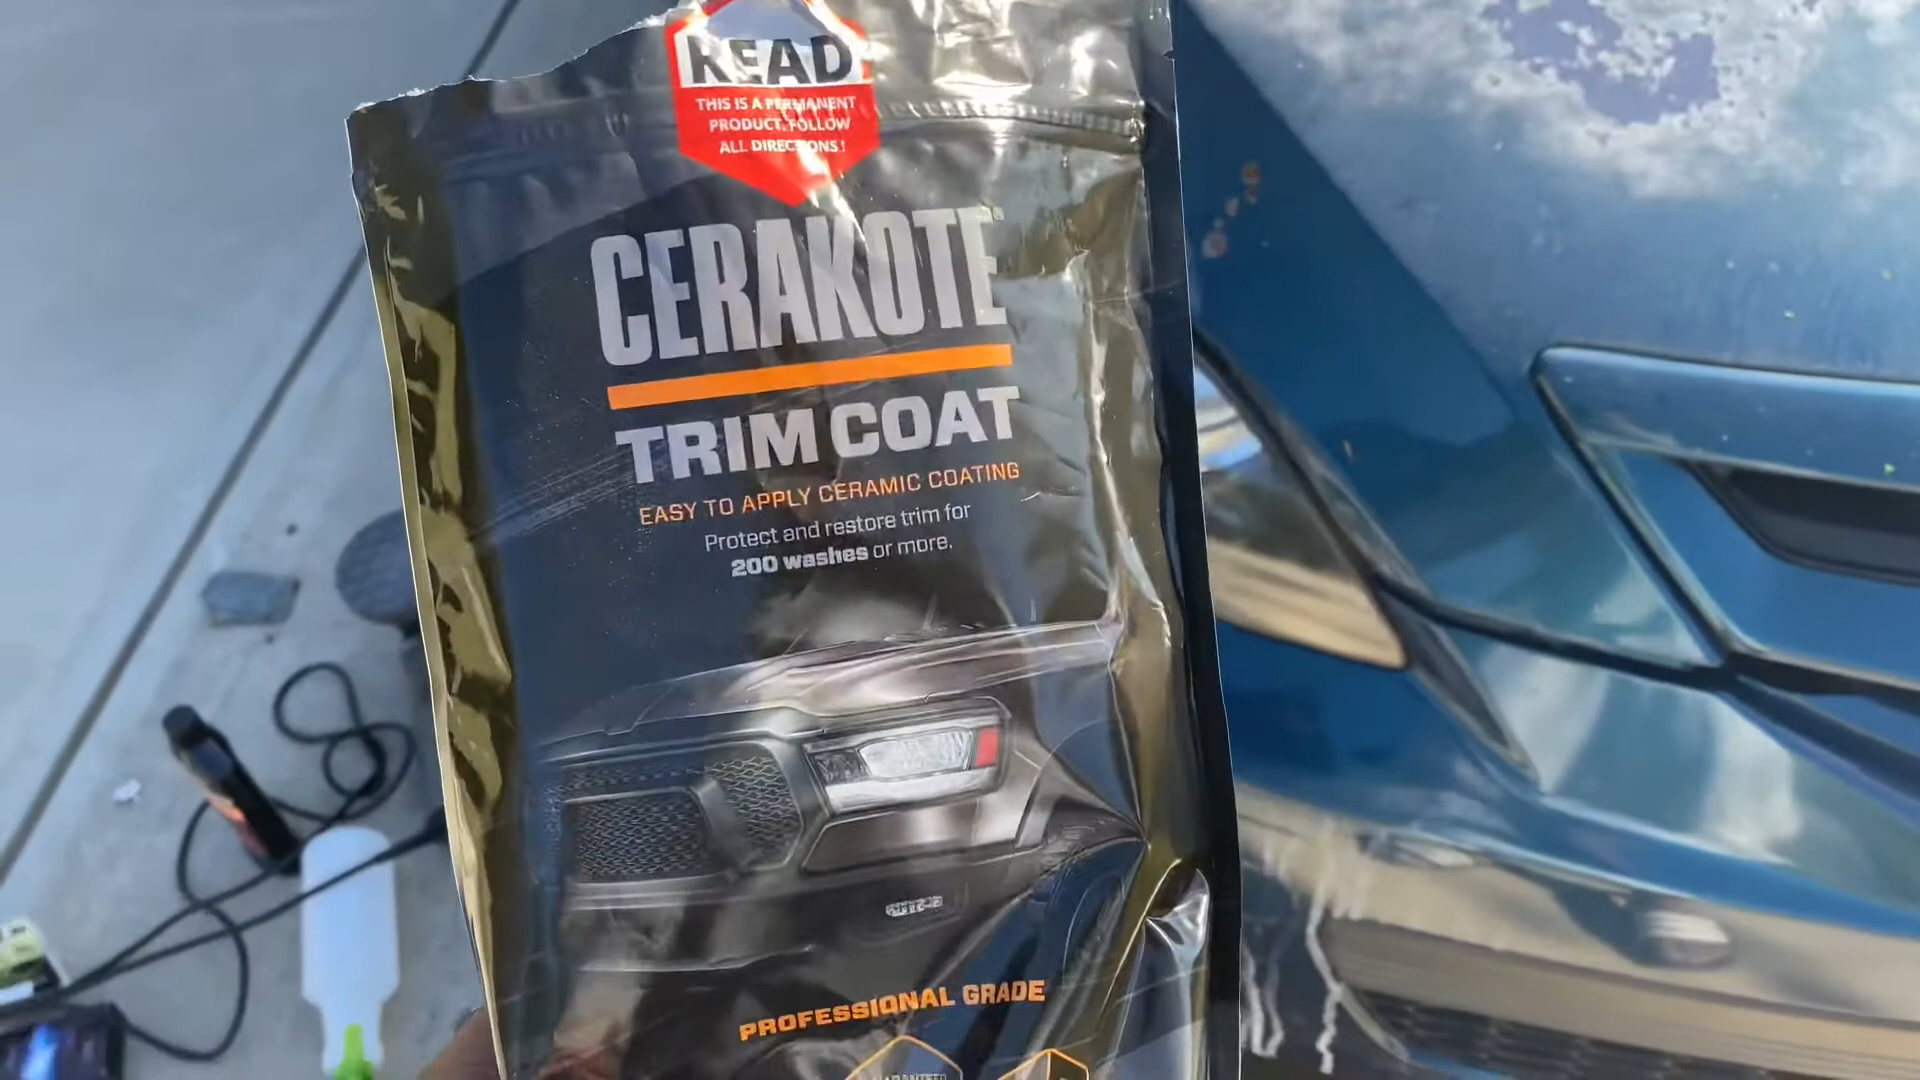 READ
THIS IS A PERMANENT
PRODUCT. FOLLOW
ALL DIRECTIONS!
CERAKOTE®
TRIM COAT
EASY TO APPLY CERAMIC COATING
Protect and restore trim for
200 washes or more.
PROFESSIONAL GRADE